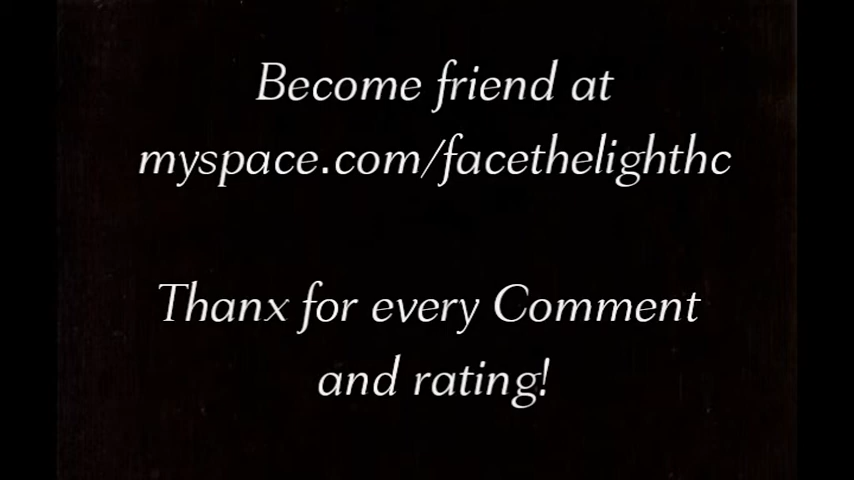 Become friend at
myspace.com/facethelighthc
Thanx for every Comment
and rating!